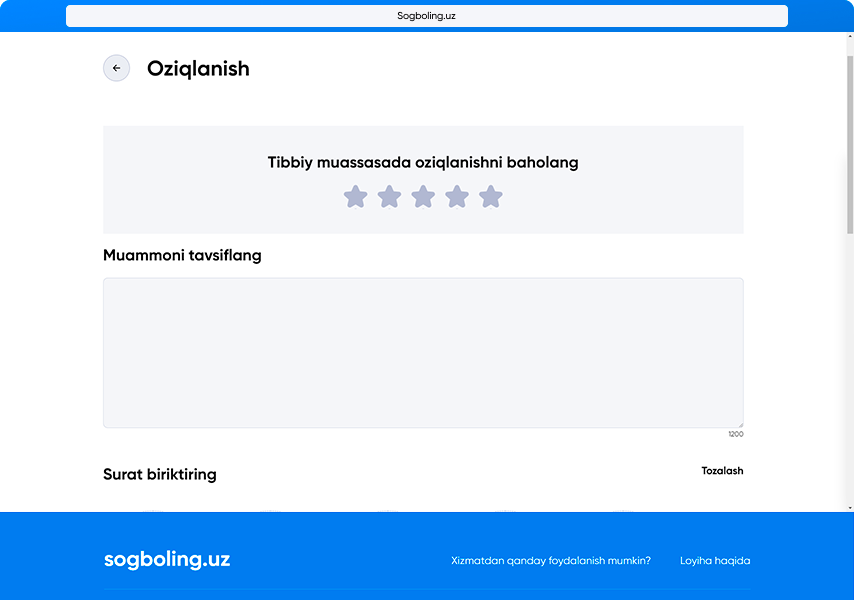 Sogboling.uz
Oziqlanish
Tibbiy muassasada oziqlanishni baholang
Muammoni tavsiflang
1200
Surat biriktiring
Tozalash
sogboling.uz
Xizmatdan qanday foydalanish mumkin?
Loyiha haqida